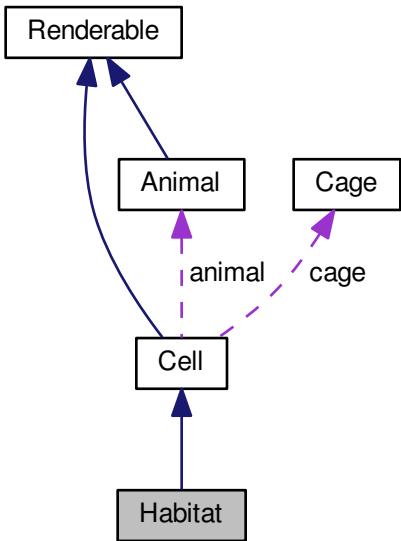 Renderable
Animal
Cage
animal
cage
Cell
Habitat